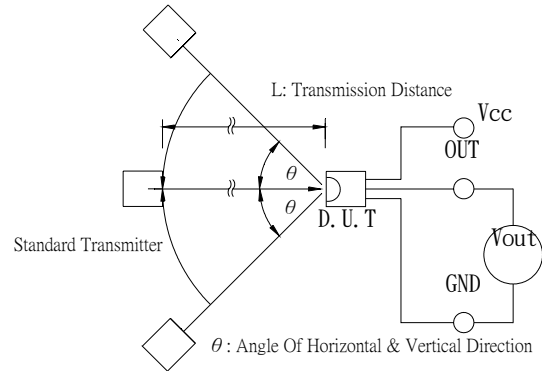 L: Transmission Distance
Vcc
OUT
θ
θ
D.U.T
Standard Transmitter
Vout
GND
θ : Angle Of Horizontal & Vertical Direction